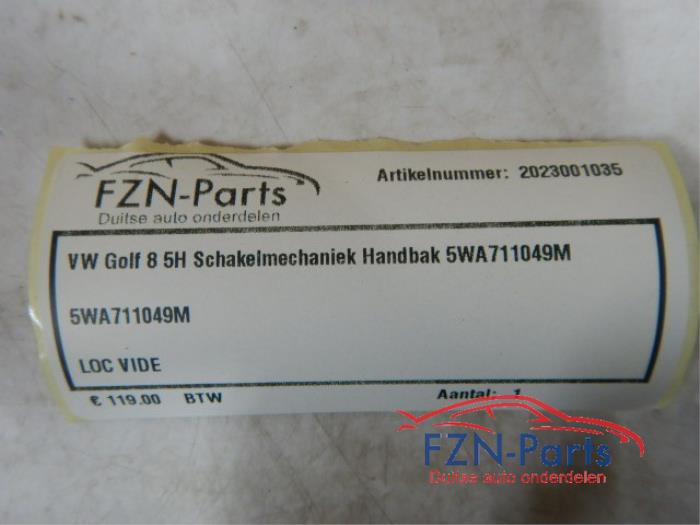 FZN-Parts
Duitse auto onderdelen
Artikelnummer: 2023001035
VW Golf 8 5H Schakelmechaniek Handbak 5WA711049M
5WA711049M
LOC VIDE
€ 119.00 BTW
Aantal: 1
FZN-Parts
Duitse auto onderdelen